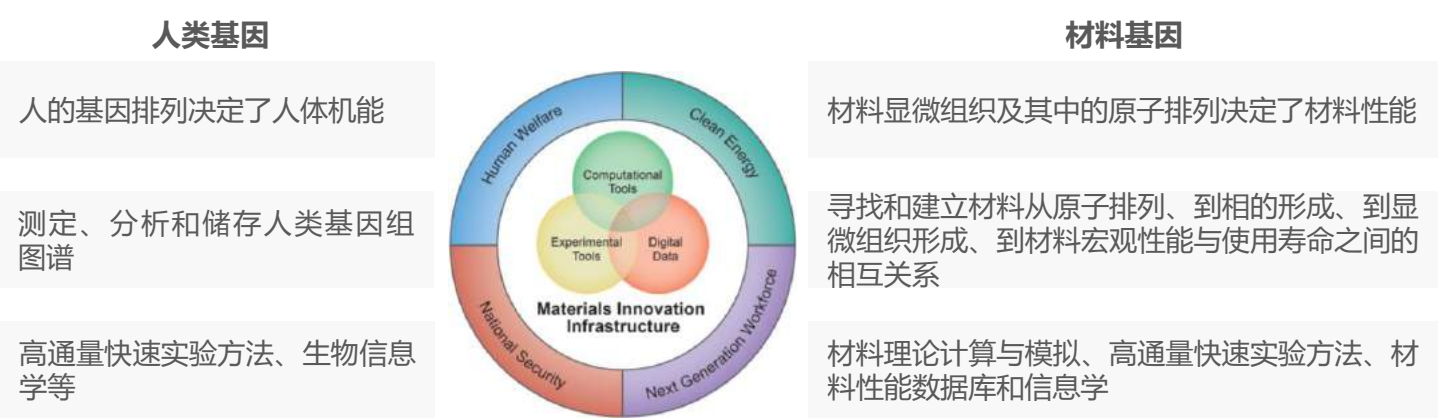 人类基因
人的基因排列决定了人体机能
测定、分析和储存人类基因组
图谱
高通量快速实验方法、生物信息
学等
Human Welfare
Clean Energy
Computational
Tools
Experimental
Tools
Digital
Data
Materials Innovation
Infrastructure
National Security
Next Generation Workforce
材料基因
材料显微组织及其中的原子排列决定了材料性能
寻找和建立材料从原子排列、到相的形成、到显
微组织形成、到材料宏观性能与使用寿命之间的
相互关系
材料理论计算与模拟、高通量快速实验方法、材
料性能数据库和信息学